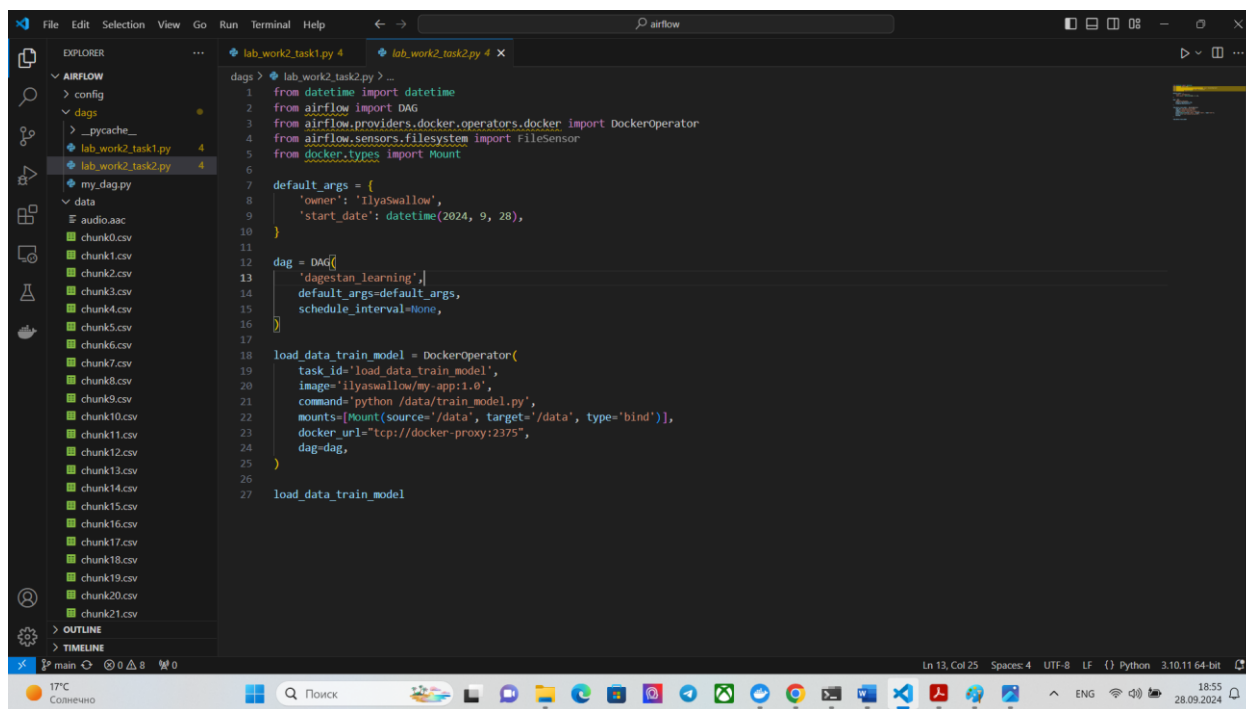 File Edit Selection View Go Run Terminal Help
airflow
EXPLORER
AIRFLOW
config
dags
__pycache__
lab_work2_task1.py 4
lab_work2_task2.py 4
my_dag.py
data
audio.aac
chunk0.csv
chunk1.csv
chunk2.csv
chunk3.csv
chunk4.csv
chunk5.csv
chunk6.csv
chunk7.csv
chunk8.csv
chunk9.csv
chunk10.csv
chunk11.csv
chunk12.csv
chunk13.csv
chunk14.csv
chunk15.csv
chunk16.csv
chunk17.csv
chunk18.csv
chunk19.csv
chunk20.csv
chunk21.csv
OUTLINE
TIMELINE
lab_work2_task1.py 4
lab_work2_task2.py 4
dags > lab_work2_task2.py > ...
1 from datetime import datetime
2 from airflow import DAG
3 from airflow.providers.docker.operators.docker import DockerOperator
4 from airflow.sensors.filesystem import FileSensor
5 from docker.types import Mount
6
7 default_args = {
8     'owner': 'IlyaSwallow',
9     'start_date': datetime(2024, 9, 28),
10 }
11
12 dag = DAG(
13     'dagestan_learning',
14     default_args=default_args,
15     schedule_interval=None,
16 )
17
18 load_data_train_model = DockerOperator(
19     task_id='load_data_train_model',
20     image='ilyaswallow/my-app:1.0',
21     command='python /data/train_model.py',
22     mounts=[Mount(source='/data', target='/data', type='bind')],
23     docker_url="tcp://docker-proxy:2375",
24     dag=dag,
25 )
26
27 load_data_train_model
main 0 8 0
Ln 13, Col 25 Spaces: 4 UTF-8 LF {} Python 3.10.11 64-bit
17°C
Солнечно
Поиск
ENG
18:55
28.09.2024